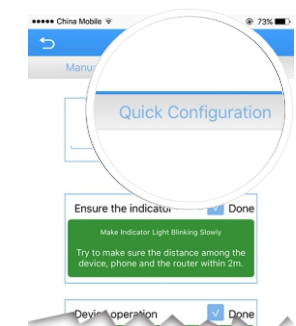 China Mobile 73%
Manua
Quick Configuration
Ensure the indicator Done
Make Indicator Light Blinking Slowly
Try to make sure the distance among the
device, phone and the router within 2m.
Device operation Done